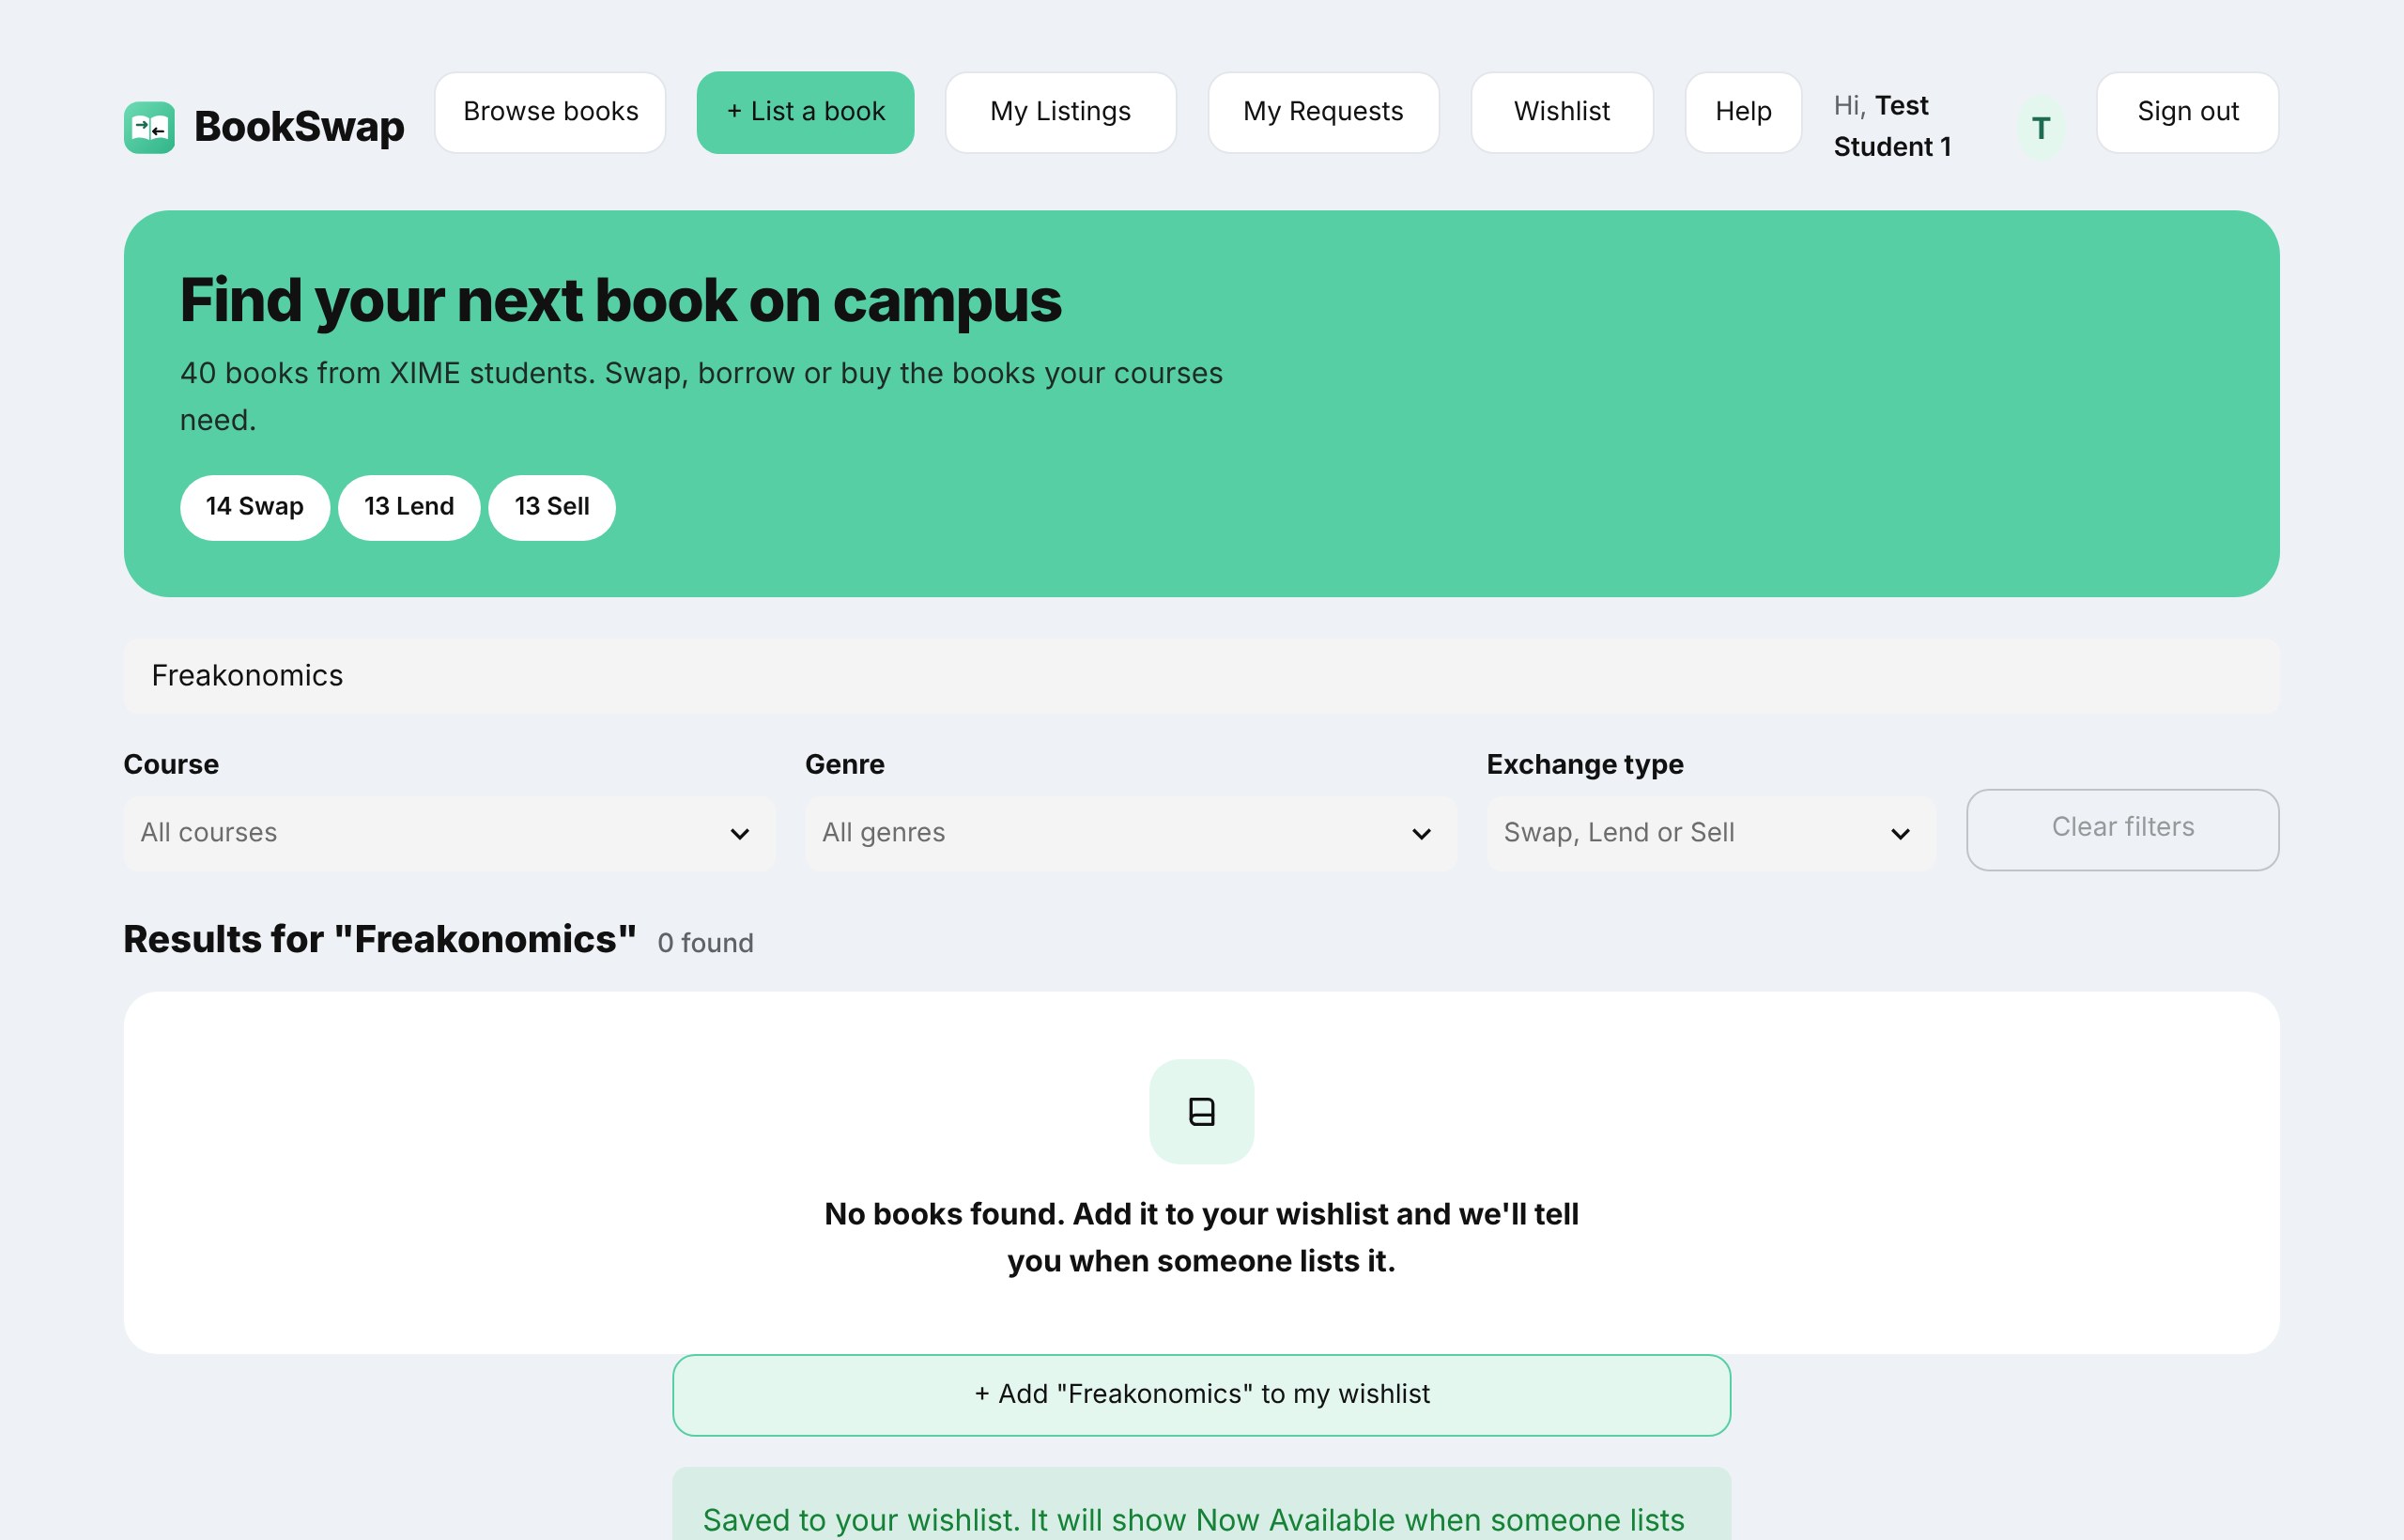 BookSwap
Browse books
+ List a book
My Listings
My Requests
Wishlist
Help
Hi, Test
Student 1
T
Sign out
Find your next book on campus
40 books from XIME students. Swap, borrow or buy the books your courses
need.
14 Swap
13 Lend
13 Sell
Freakonomics
Course
Genre
Exchange type
All courses
All genres
Swap, Lend or Sell
Clear filters
Results for "Freakonomics" 0 found
No books found. Add it to your wishlist and we'll tell
you when someone lists it.
+ Add "Freakonomics" to my wishlist
Saved to your wishlist. It will show Now Available when someone lists